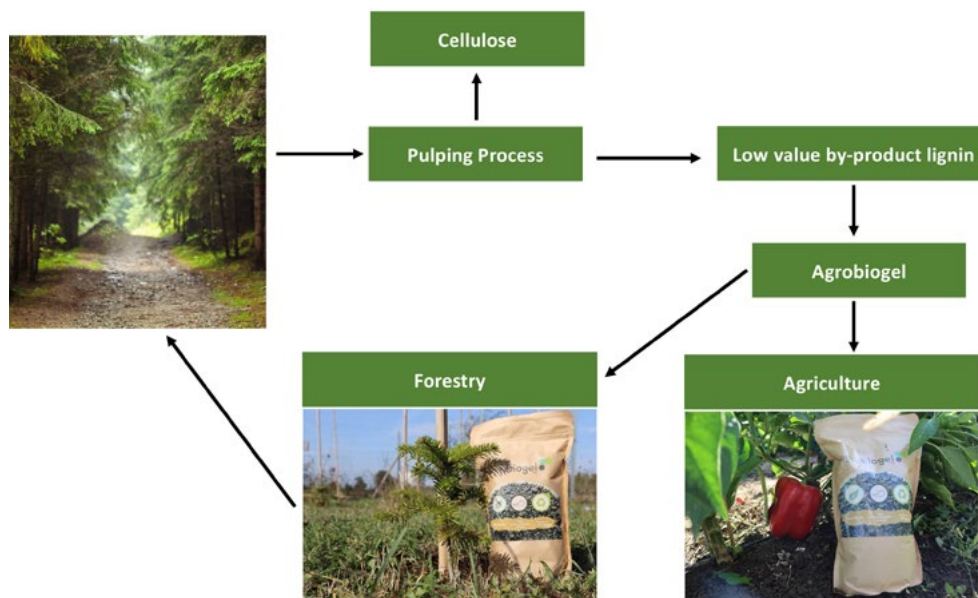 Cellulose
Pulping Process
Low value by-product lignin
Agrobiogel
Forestry
Agriculture